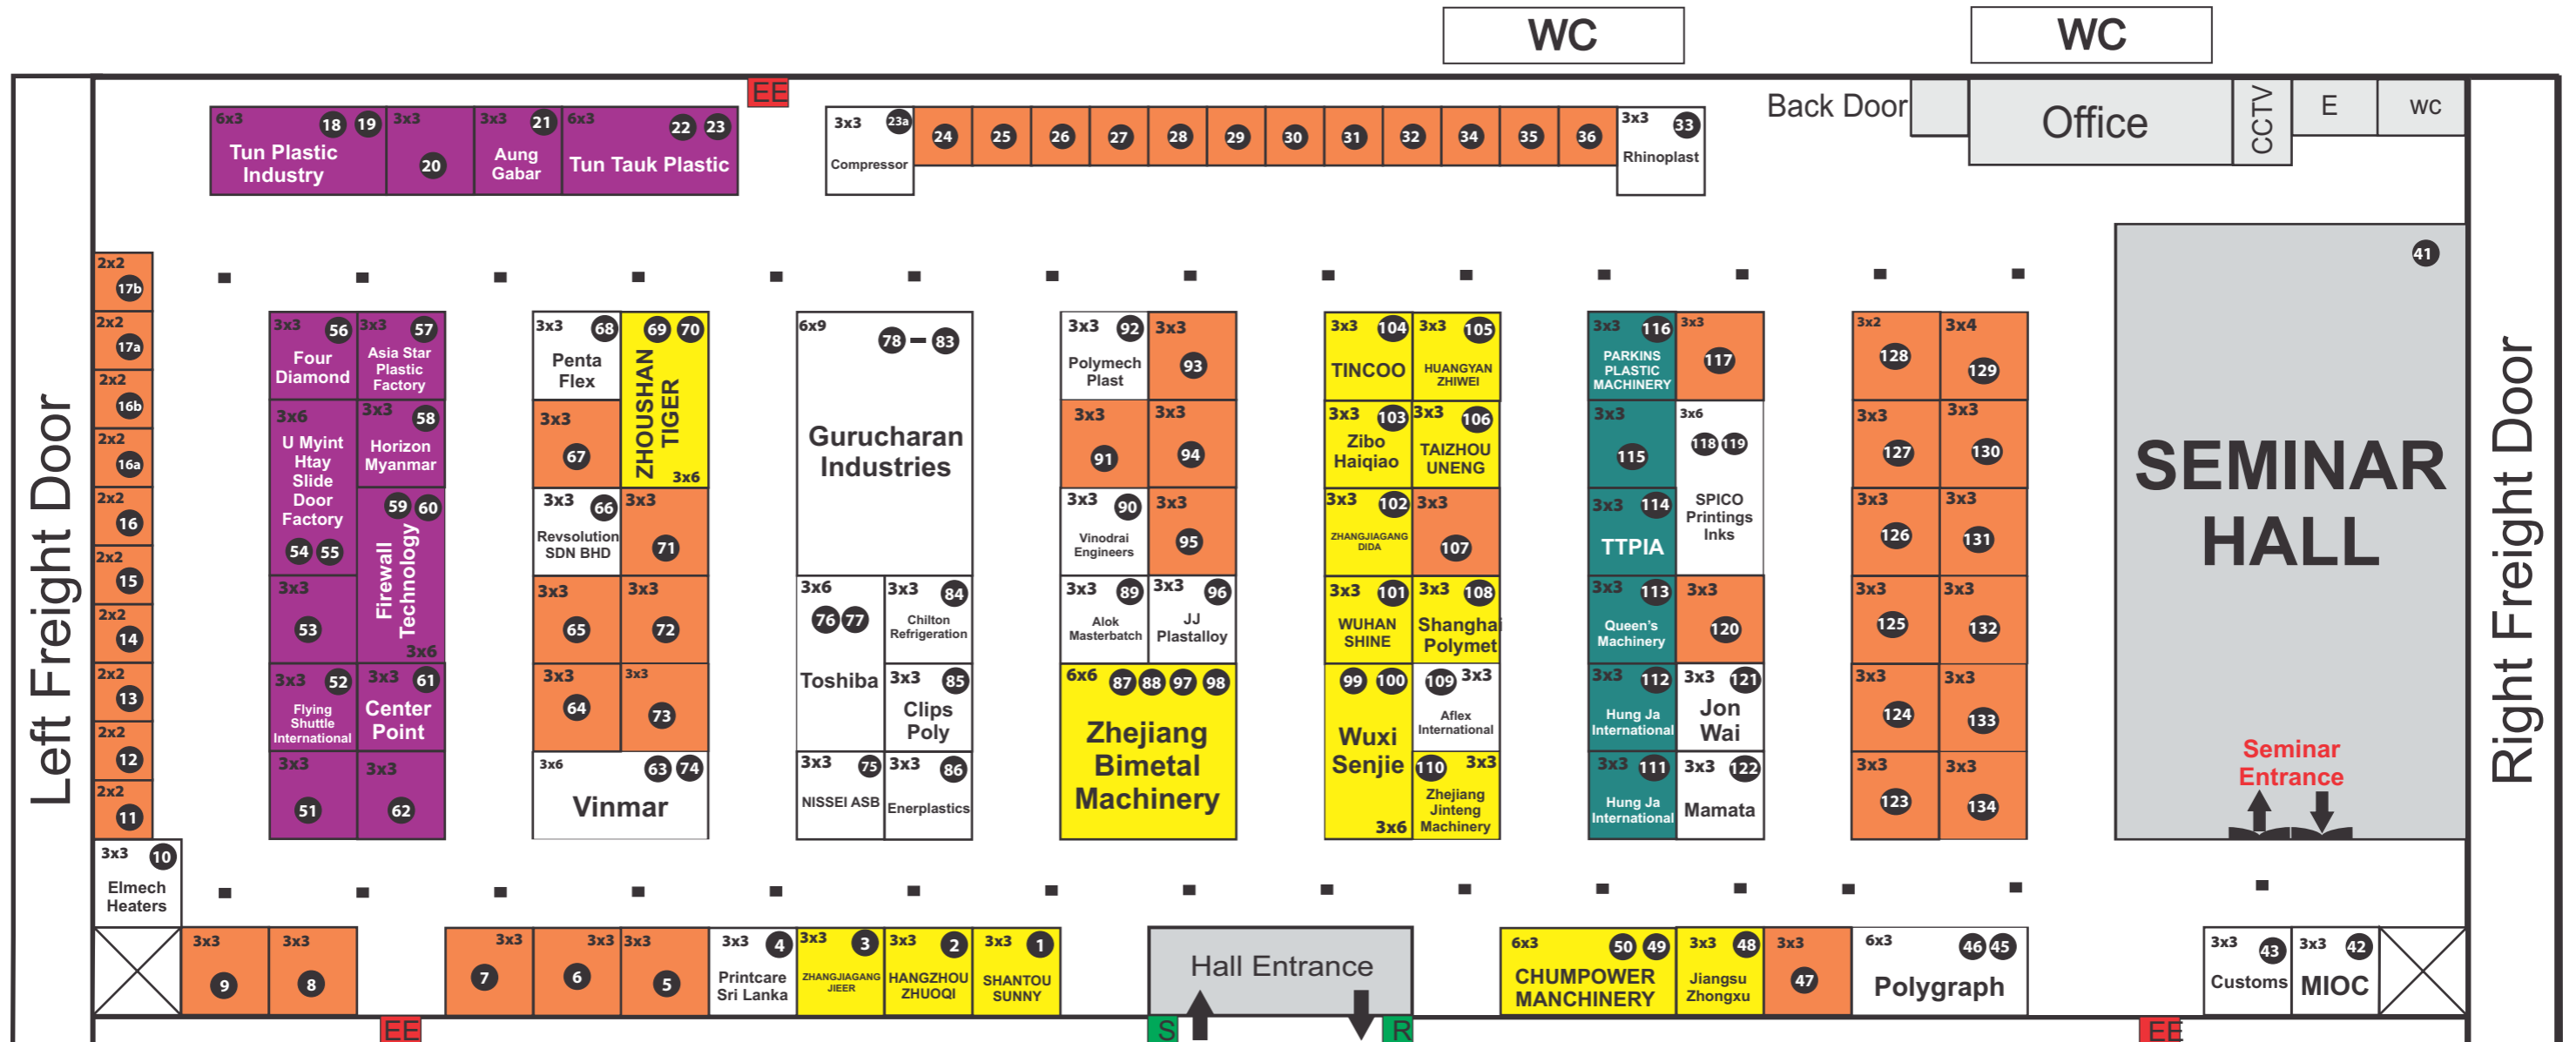 WC
WC
EE
6x3 18 19
Tun Plastic
Industry
3x3
20
3x3 21
Aung
Gabar
6x3 22 23
Tun Tauk Plastic
3x3 23a
Compressor
24
25
26
27
28
29
30
31
32
34
35
36
3x3 33
Rhinoplast
Back Door
Office
CCTV
E
wc
Left Freight Door
2x2
17b
2x2
17a
2x2
16b
2x2
16a
2x2
16
2x2
15
2x2
14
2x2
13
2x2
12
2x2
11
3x3 10
Elmech
Heaters
3x3 56
Four
Diamond
3x3 57
Asia Star
Plastic
Factory
3x6
U Myint
Htay
Slide
Door
Factory
54 55
3x3 58
Horizon
Myanmar
59 60
Firewall
Technology
3x6
3x3
53
3x3 52
Flying
Shuttle
International
3x3 61
Center
Point
3x3
51
3x3
62
3x3 68
Penta
Flex
69 70
ZHOUSHAN
TIGER
3x6
3x3
67
3x3 66
Revsolution
SDN BHD
3x3
71
3x3
65
3x3
72
3x3
64
3x3
73
3x6 63 74
Vinmar
6x9
78 – 83
Gurucharan
Industries
3x6
76 77
Toshiba
3x3 84
Chilton
Refrigeration
3x3 85
Clips
Poly
3x3 75
NISSEI ASB
3x3 86
Enerplastics
3x3 92
Polymech
Plast
3x3
93
3x3
91
3x3
94
3x3 90
Vinodrai
Engineers
3x3
95
3x3 89
Alok
Masterbatch
3x3 96
JJ
Plastalloy
6x6 87 88 97 98
Zhejiang
Bimetal
Machinery
3x3 104
TINCOO
3x3 105
HUANGYAN
ZHIWEI
3x3 103
Zibo
Haiqiao
3x3 106
TAIZHOU
UNENG
3x3 102
ZHANGJIAGANG
DIDA
3x3
107
3x3 101
WUHAN
SHINE
3x3 108
Shanghai
Polymet
99 100
Wuxi
Senjie
3x6
109 3x3
Aflex
International
110 3x3
Zhejiang
Jinteng
Machinery
3x3 116
PARKINS
PLASTIC
MACHINERY
3x3
117
3x3
115
3x6
118 119
SPICO
Printings
Inks
3x3 114
TTPIA
3x3 113
Queen's
Machinery
3x3
120
3x3 112
Hung Ja
International
3x3 121
Jon
Wai
3x3 111
Hung Ja
International
3x3 122
Mamata
3x2
128
3x4
129
3x3
127
3x3
130
3x3
126
3x3
131
3x3
125
3x3
132
3x3
124
3x3
133
3x3
123
3x3
134
41
SEMINAR
HALL
Seminar
Entrance
Right Freight Door
3x3
9
3x3
8
3x3
7
3x3
6
3x3
5
3x3 4
Printcare
Sri Lanka
3x3 3
ZHANGJIAGANG
JIEER
3x3 2
HANGZHOU
ZHUOQI
3x3 1
SHANTOU
SUNNY
Hall Entrance
6x3 50 49
CHUMPOWER
MANCHINERY
3x3 48
Jiangsu
Zhongxu
3x3
47
6x3 46 45
Polygraph
3x3 43
Customs
3x3 42
MIOC
EE
S
R
EE